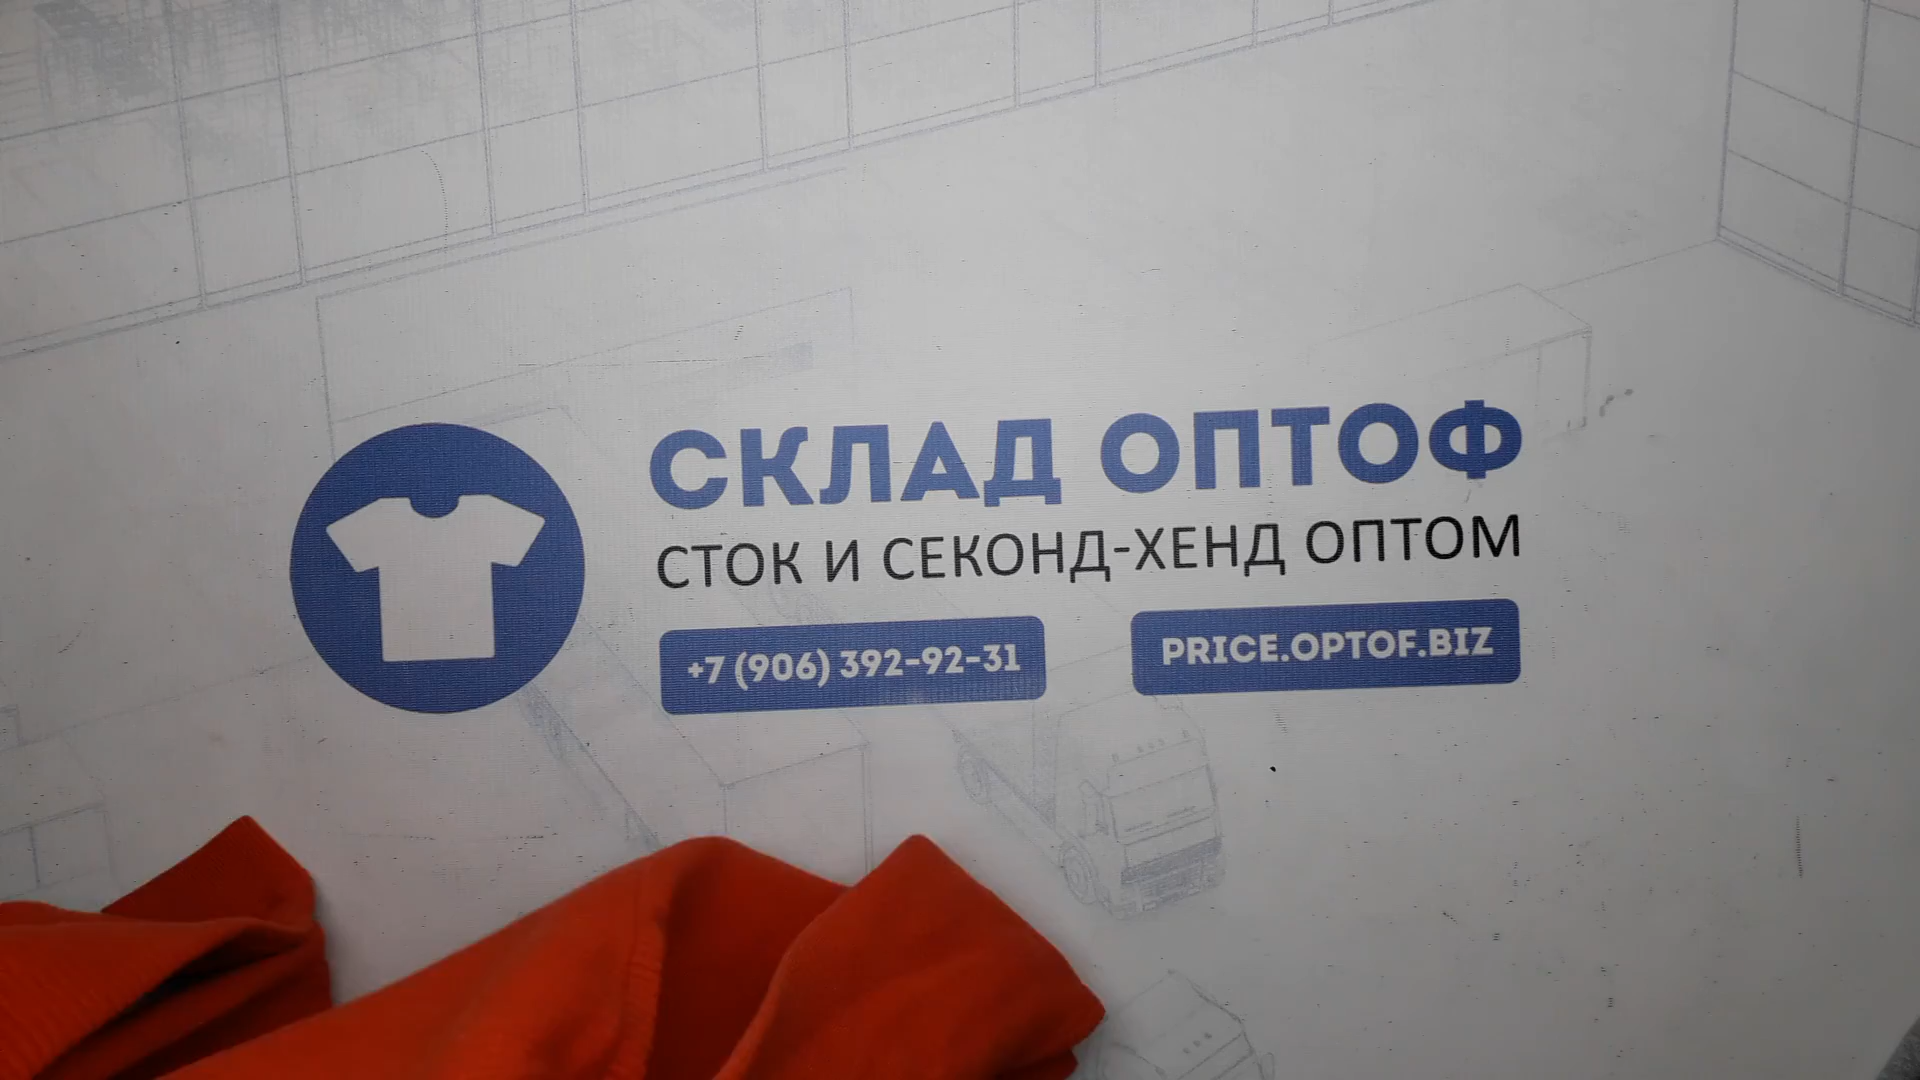 СКЛАД ОПТОФ
СТОК И СЕКОНД-ХЕНД ОПТОМ
+7 (906) 392-92-31
PRICE.OPTOF.BIZ